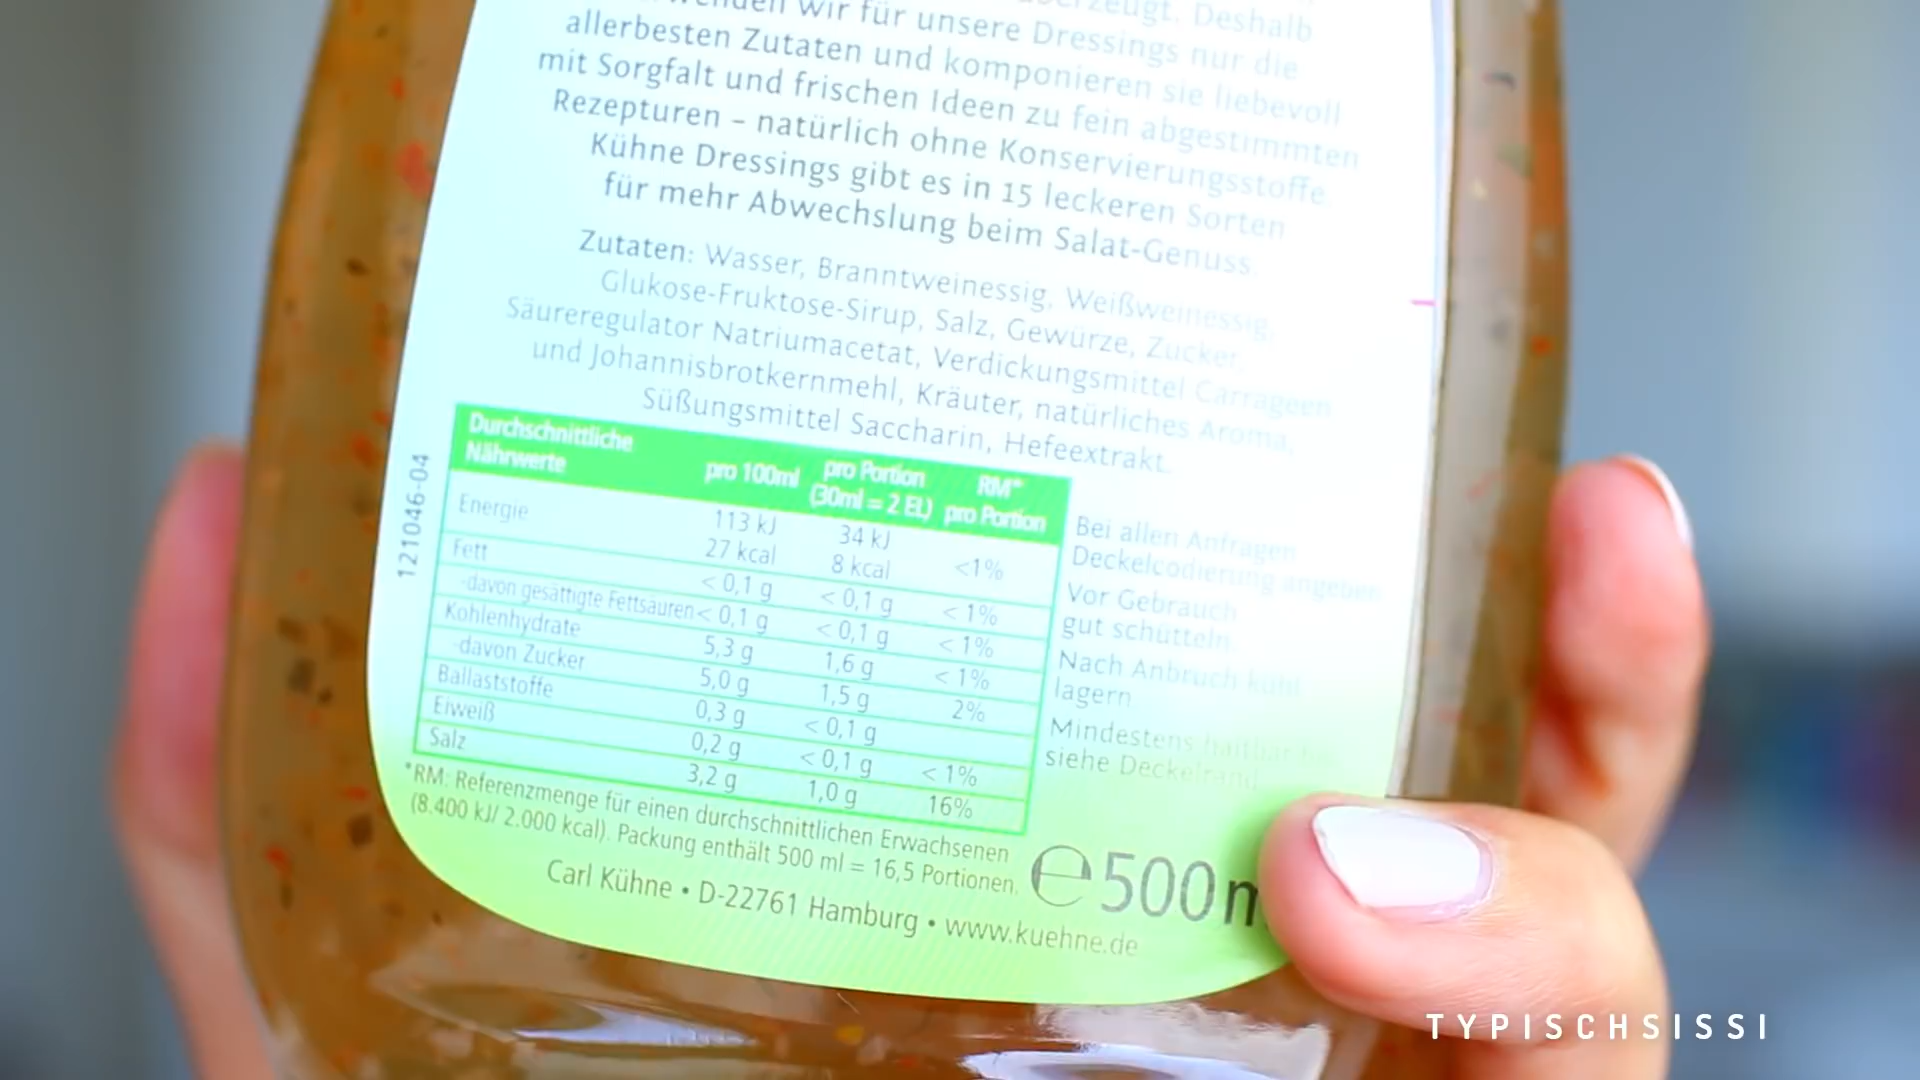 wenden wir für unsere Dressings nur die
überzeugt. Deshalb
allerbesten Zutaten und komponieren sie liebevoll
mit Sorgfalt und frischen Ideen zu fein abgestimmten
Rezepturen – natürlich ohne Konservierungsstoffe
Kühne Dressings gibt es in 15 leckeren Sorten
für mehr Abwechslung beim Salat-Genuss.
Zutaten: Wasser, Branntweinessig, Weißweinessig,
Glukose-Fruktose-Sirup, Salz, Gewürze, Zucker,
Säureregulator Natriumacetat, Verdickungsmittel Carrageen
und Johannisbrotkernmehl, Kräuter, natürliches Aroma,
Süßungsmittel Saccharin, Hefeextrakt.
Durchschnittliche
Nährwerte pro 100ml pro Portion (30ml = 2 EL) RM* pro Portion
Energie 113 kJ 34 kJ
27 kcal 8 kcal <1%
Fett < 0,1 g < 0,1 g < 1%
-davon gesättigte Fettsäuren < 0,1 g < 0,1 g < 1%
Kohlenhydrate 5,3 g 1,6 g < 1%
-davon Zucker 5,0 g 1,5 g 2%
Ballaststoffe 0,3 g < 0,1 g
Eiweiß 0,2 g < 0,1 g < 1%
Salz 3,2 g 1,0 g 16%
*RM: Referenzmenge für einen durchschnittlichen Erwachsenen
(8.400 kJ/ 2.000 kcal). Packung enthält 500 ml = 16,5 Portionen.
121046-04
Bei allen Anfragen
Deckelcodierung angeben
Vor Gebrauch
gut schütteln.
Nach Anbruch kühl
lagern.
Mindestens haltbar
siehe Deckelrand
℮500m
Carl Kühne • D-22761 Hamburg • www.kuehne.de
TYPISCHSISSI